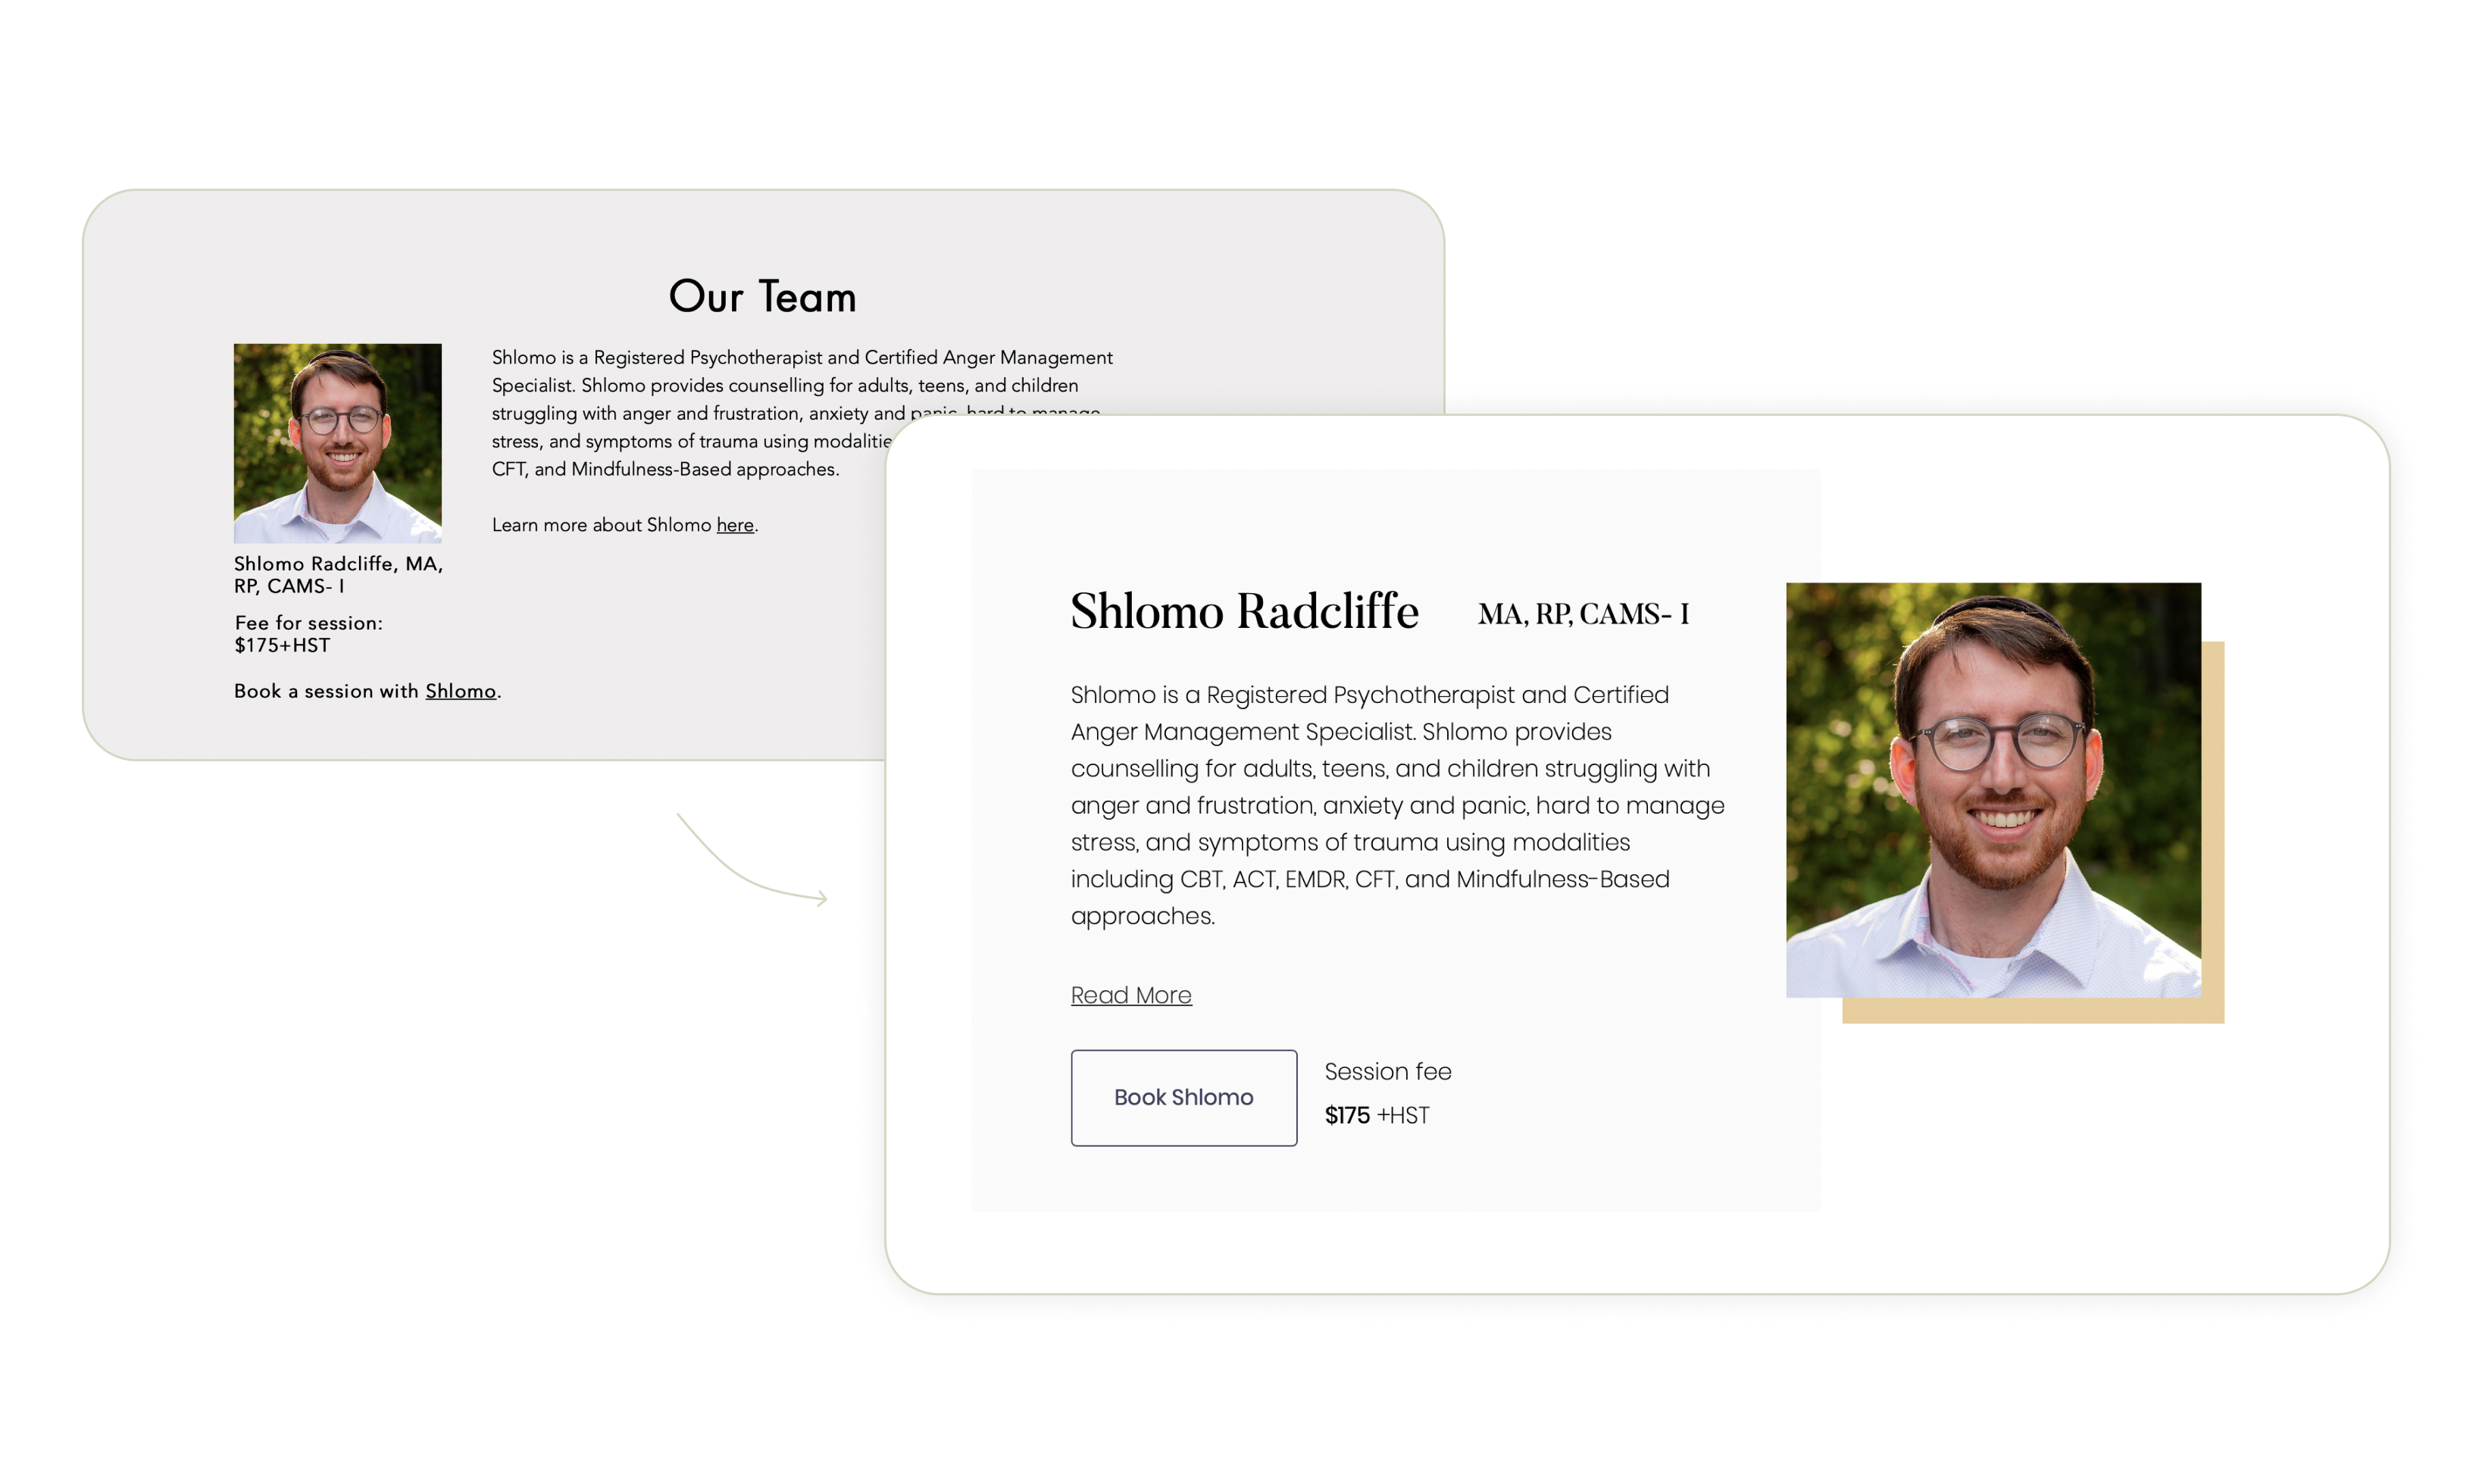 Our Team
Shlomo is a Registered Psychotherapist and Certified Anger Management
Specialist. Shlomo provides counselling for adults, teens, and children
struggling with anger and frustration, anxiety and panic, hard to manage
stress, and symptoms of trauma using modalitie
CFT, and Mindfulness-Based approaches.
Learn more about Shlomo here.
Shlomo Radcliffe, MA,
RP, CAMS- I
Fee for session:
$175+HST
Book a session with Shlomo.
Shlomo Radcliffe MA, RP, CAMS- I
Shlomo is a Registered Psychotherapist and Certified
Anger Management Specialist. Shlomo provides
counselling for adults, teens, and children struggling with
anger and frustration, anxiety and panic, hard to manage
stress, and symptoms of trauma using modalities
including CBT, ACT, EMDR, CFT, and Mindfulness-Based
approaches.
Read More
Book Shlomo
Session fee
$175 +HST